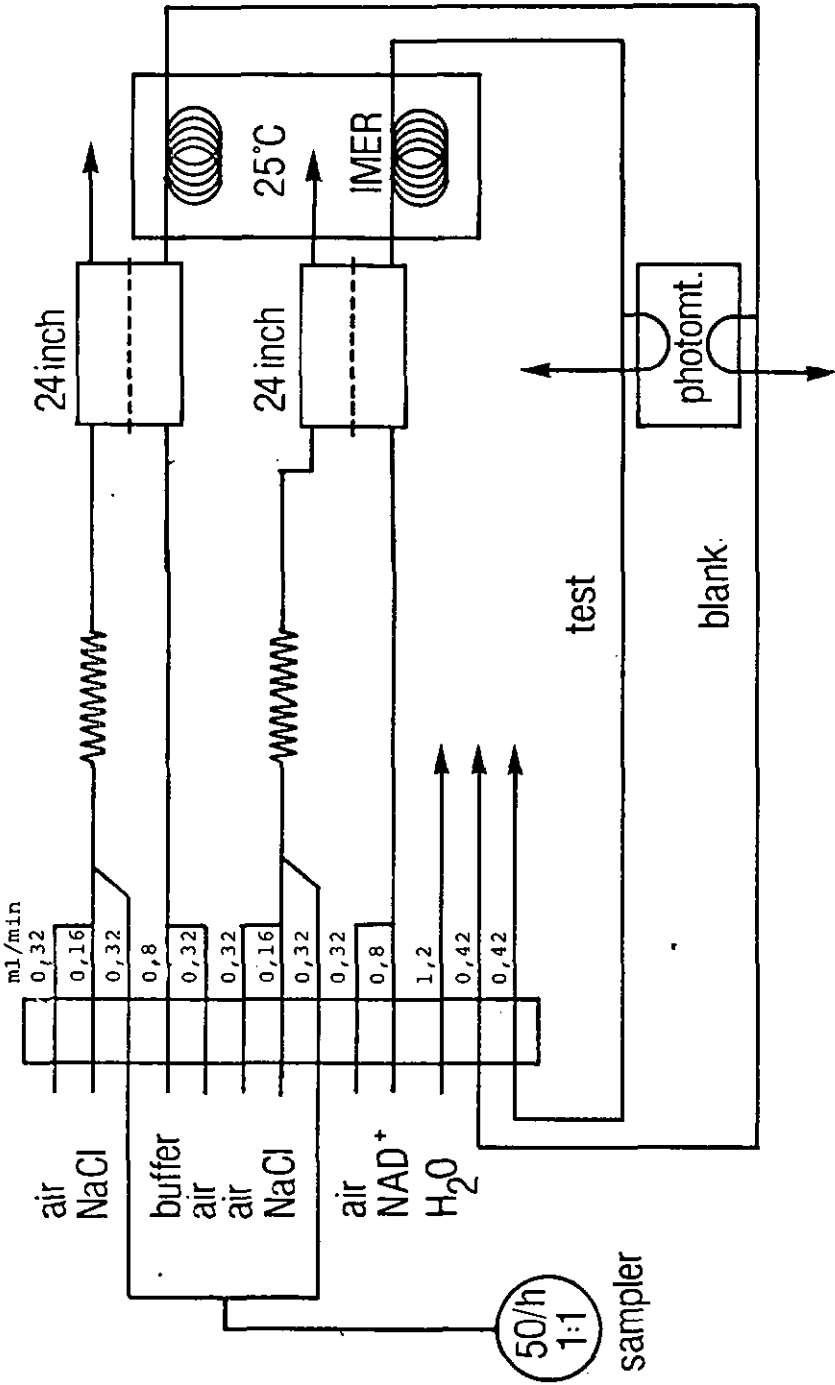 ml/min
0,32
0,16
0,32
0,8
0,32
0,32
0,16
0,32
0,32
0,8
1,2
0,42
0,42
air
NaCl
buffer
air
air
NaCl
air
NAD+
H₂O
50/h
1:1
sampler
24 inch
24 inch
25°C
IMER
test
blank
photomt.